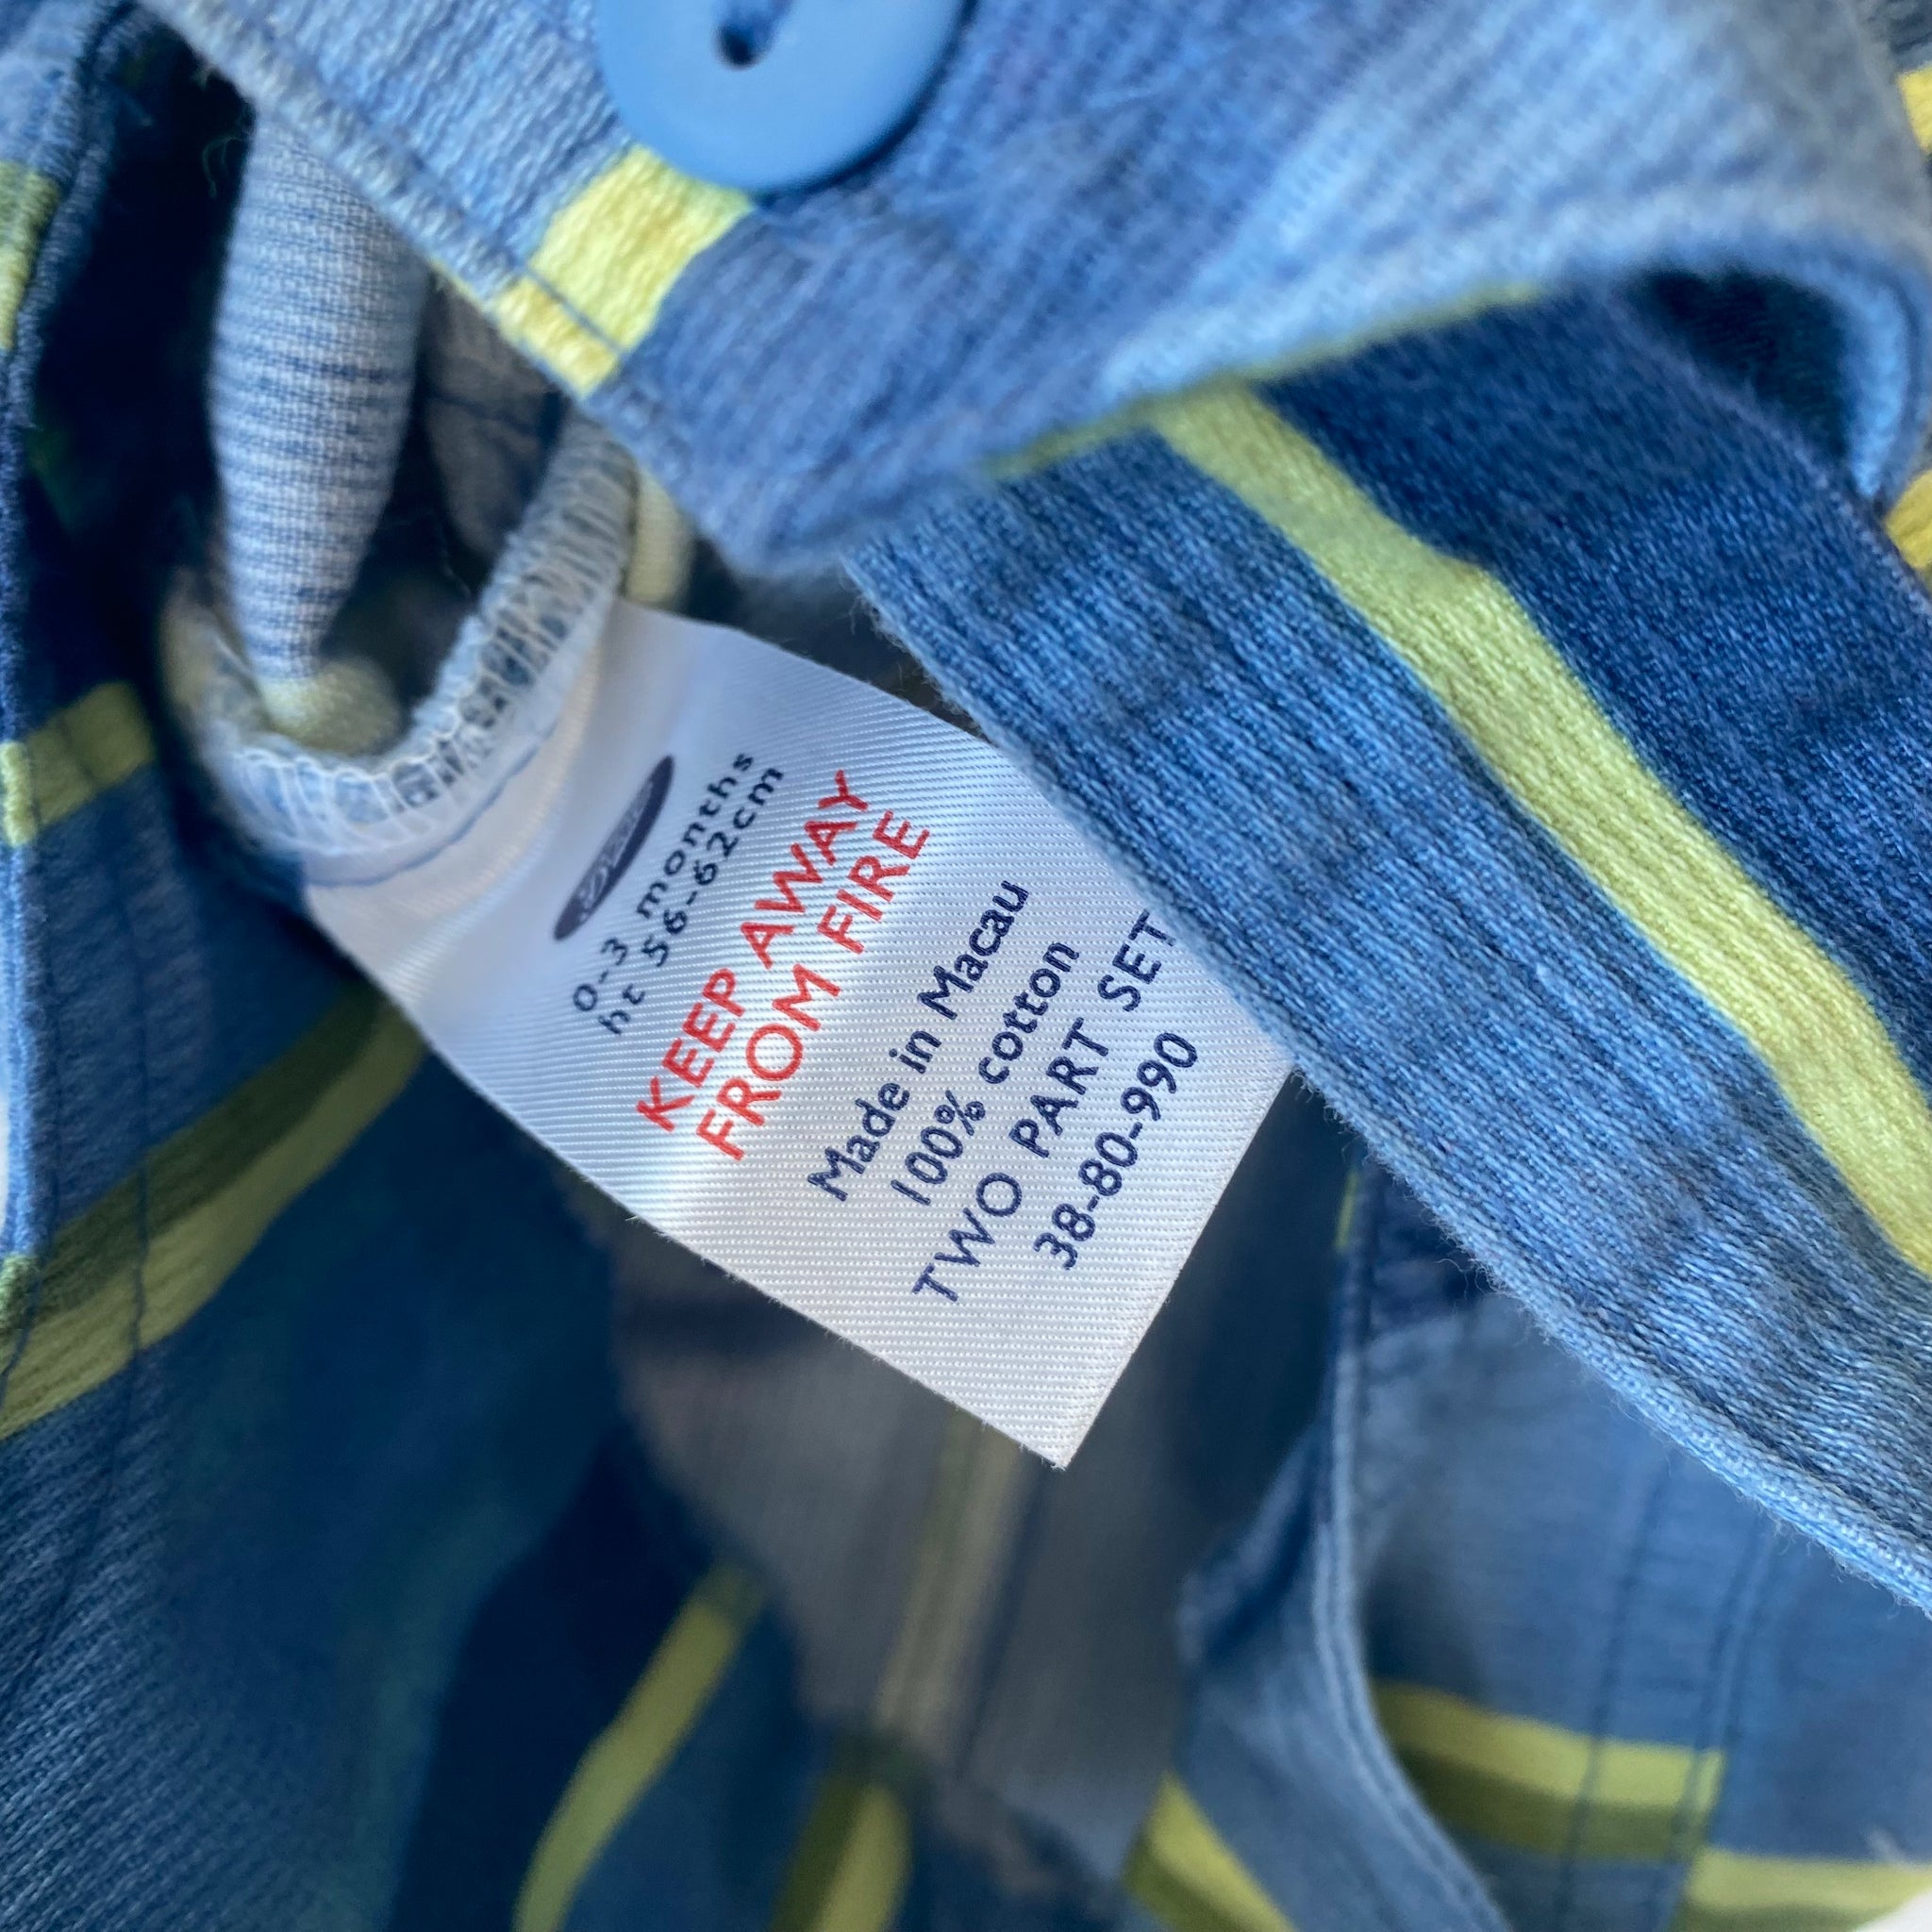 0-3 months
ht 56-62cm
KEEP AWAY
FROM FIRE
Made in Macau
100% cotton
TWO PART SET
38-80-990